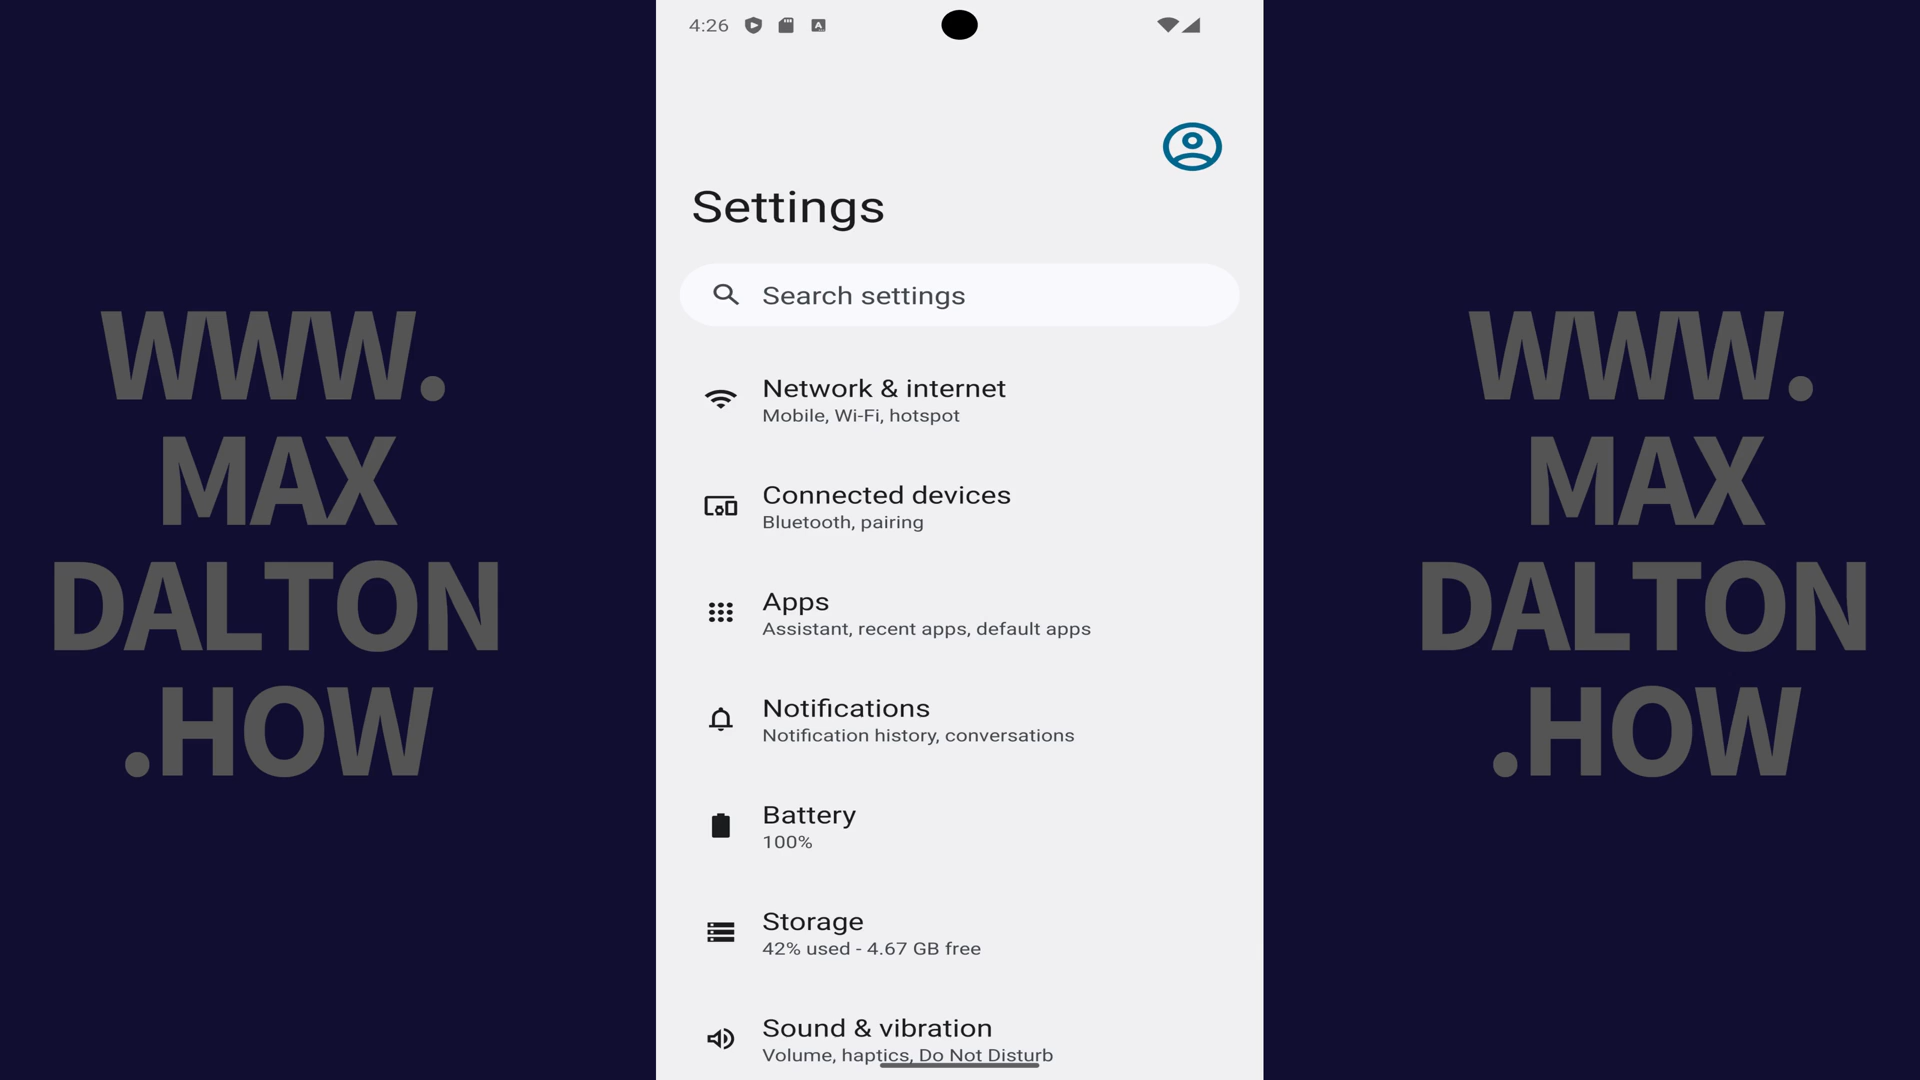 4:26
Settings
Search settings
Network & internet
Mobile, Wi-Fi, hotspot
Connected devices
Bluetooth, pairing
Apps
Assistant, recent apps, default apps
Notifications
Notification history, conversations
Battery
100%
Storage
42% used - 4.67 GB free
Sound & vibration
Volume, haptics, Do Not Disturb
WWW.
MAX
DALTON
.HOW
WWW.
MAX
DALTON
.HOW